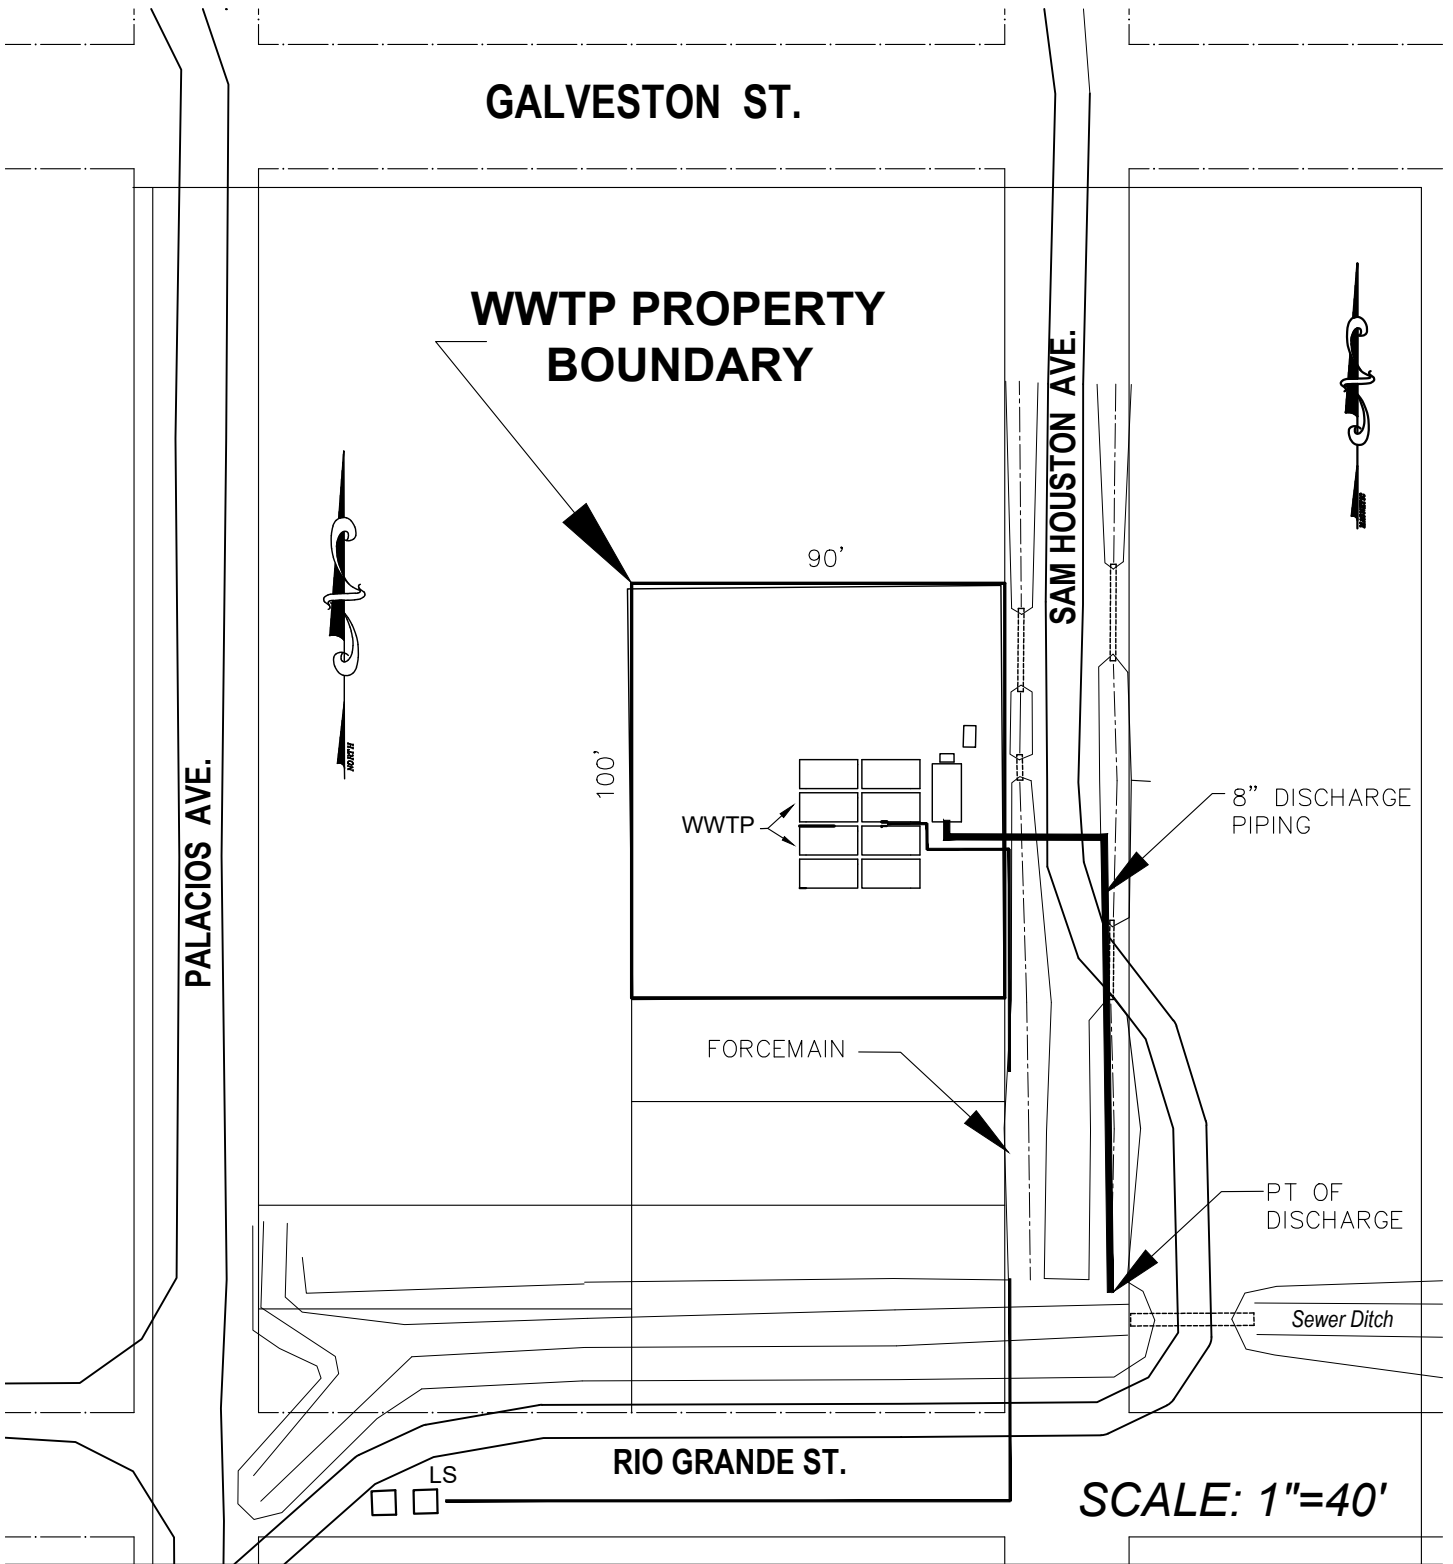 GALVESTON ST.
WWTP PROPERTY
BOUNDARY
SAM HOUSTON AVE.
90'
100'
NORTH
PALACIOS AVE.
WWTP
8" DISCHARGE
PIPING
FORCEMAIN
PT OF
DISCHARGE
Sewer Ditch
RIO GRANDE ST.
LS
SCALE: 1"=40'